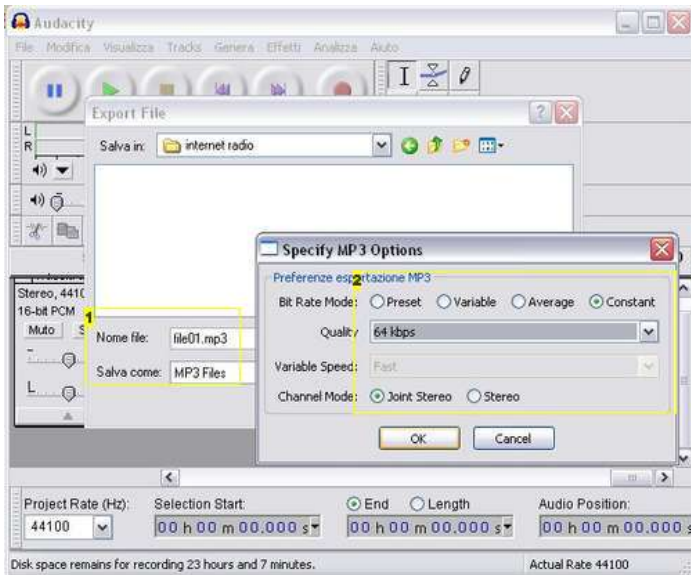 Audacity
File Modifica Visualizza Tracks Genera Effetti Analizza Aiuto
Export File
L
R
Salva in: internet radio
Specify MP3 Options
Preferenze esportazione MP3
2
Bit Rate Mode: Preset Variable Average Constant
Stereo, 4410
16-bit PCM
1
Muto S
Nome file: file01.mp3
Quality 64 kbps
Salva come: MP3 Files
Variable Speed: Fast
L
Channel Mode: Joint Stereo Stereo
OK Cancel
Project Rate (Hz): Selection Start: End Length Audio Position:
44100 00 h 00 m 00.000 s 00 h 00 m 00.000 s 00 h 00 m 00.000 s
Disk space remains for recording 23 hours and 7 minutes. Actual Rate 44100